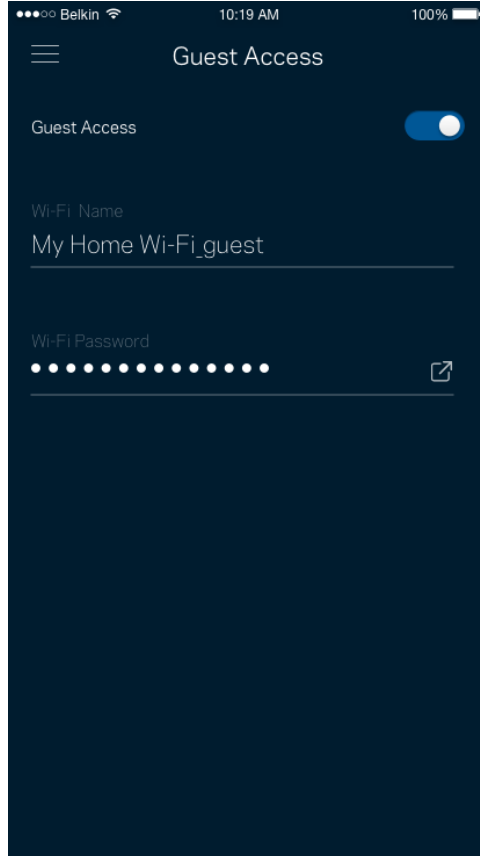 Belkin 10:19 AM 100%
Guest Access
Guest Access
Wi-Fi Name
My Home Wi-Fi_guest
Wi-Fi Password
●●●●●●●●●●●●●●